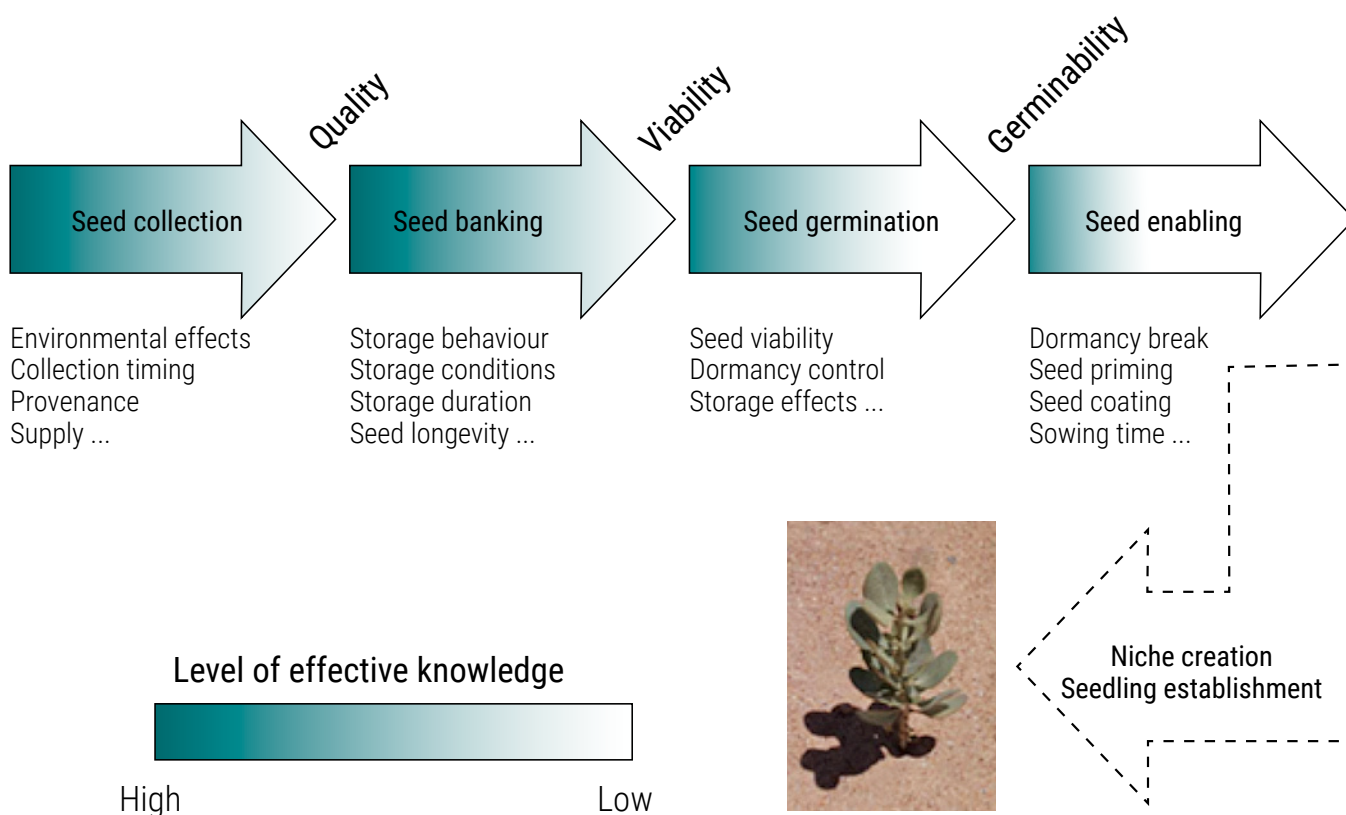 Quality
Viability
Germinability
Seed collection
Seed banking
Seed germination
Seed enabling
Environmental effects
Collection timing
Provenance
Supply ...
Storage behaviour
Storage conditions
Storage duration
Seed longevity ...
Seed viability
Dormancy control
Storage effects ...
Dormancy break
Seed priming
Seed coating
Sowing time ...
Niche creation
Seedling establishment
Level of effective knowledge
High
Low